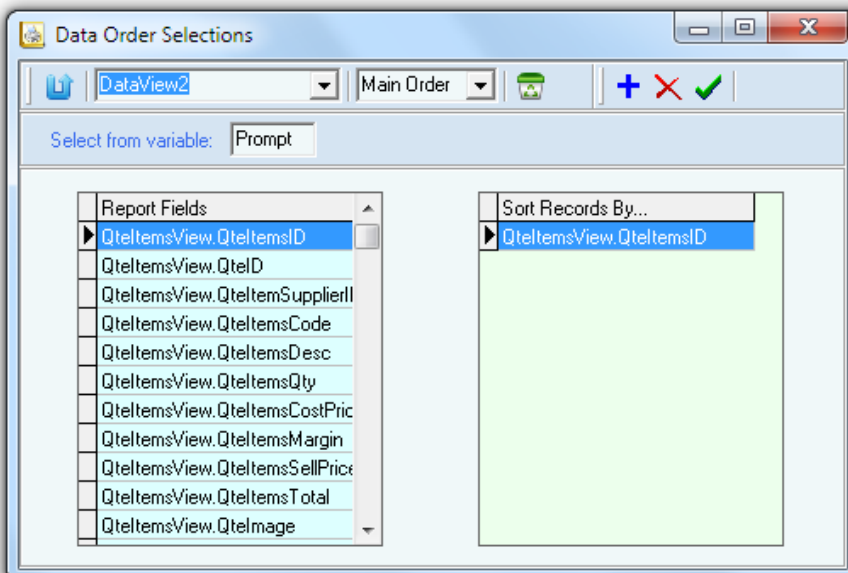 Data Order Selections
DataView2 Main Order
Select from variable: Prompt
Report Fields
QteItemsView.QteItemsID
QteItemsView.QteID
QteItemsView.QteItemSupplierI
QteItemsView.QteItemsCode
QteItemsView.QteItemsDesc
QteItemsView.QteItemsQty
QteItemsView.QteItemsCostPric
QteItemsView.QteItemsMargin
QteItemsView.QteItemsSellPrice
QteItemsView.QteItemsTotal
QteItemsView.QteImage
Sort Records By...
QteItemsView.QteItemsID